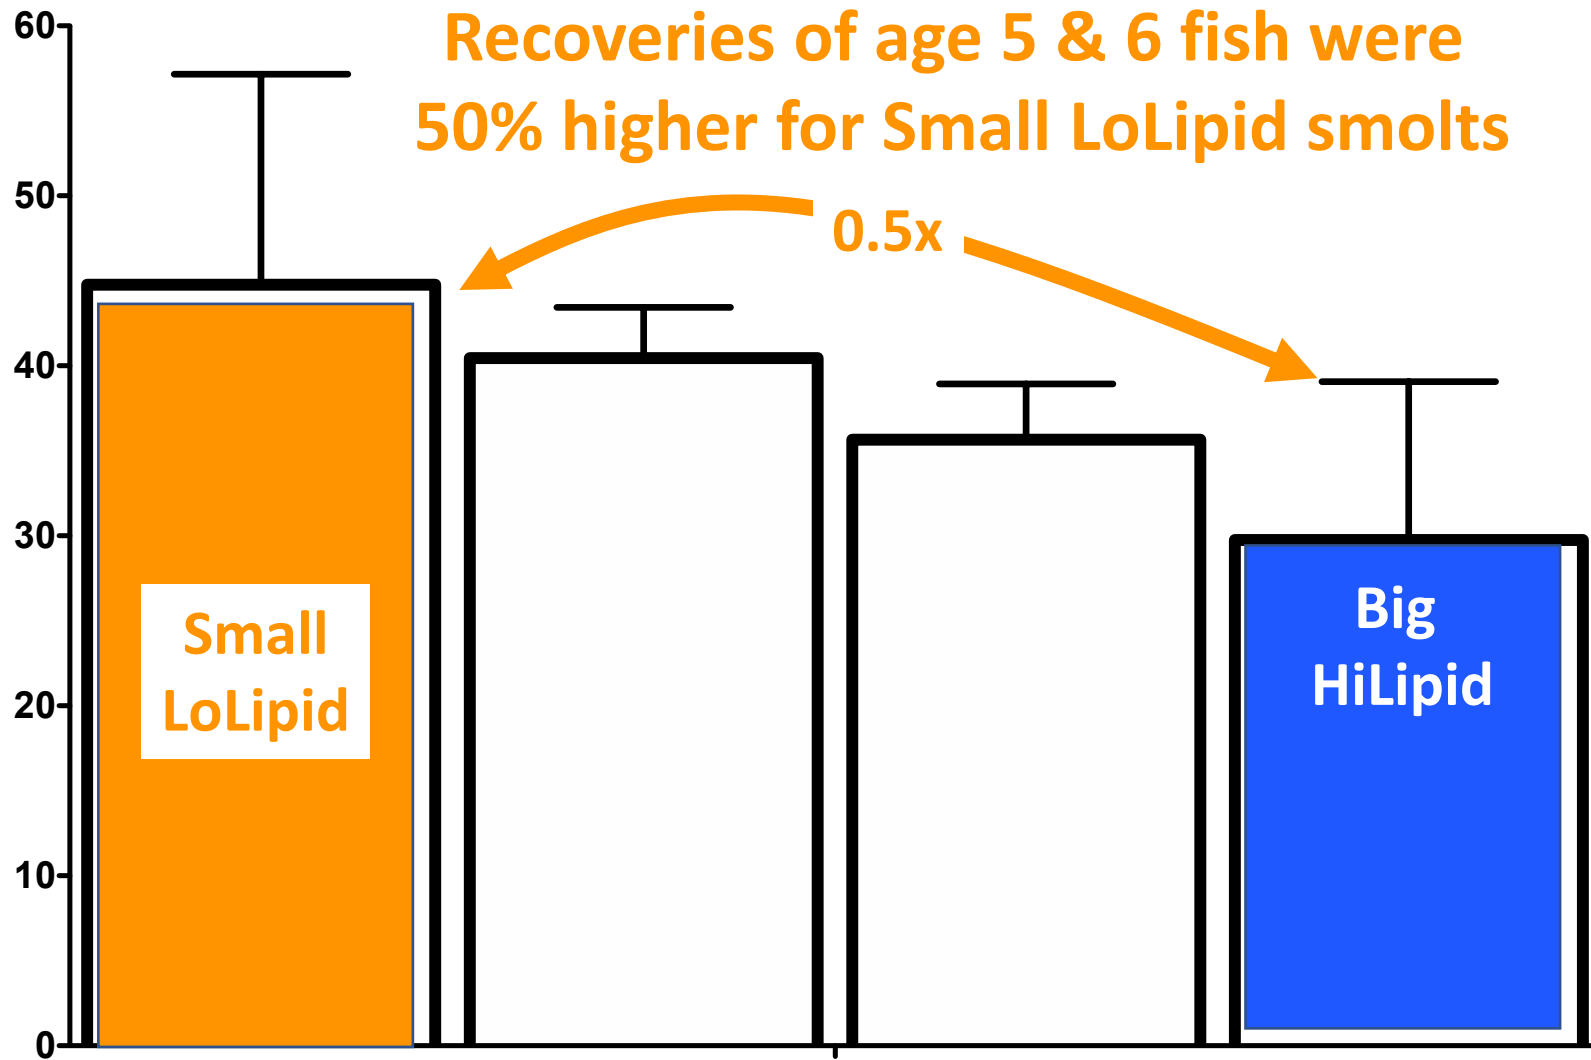 Recoveries of age 5 & 6 fish were
50% higher for Small LoLipid smolts
0.5x
60
50
40
30
20
10
0
Small
LoLipid
Big
HiLipid